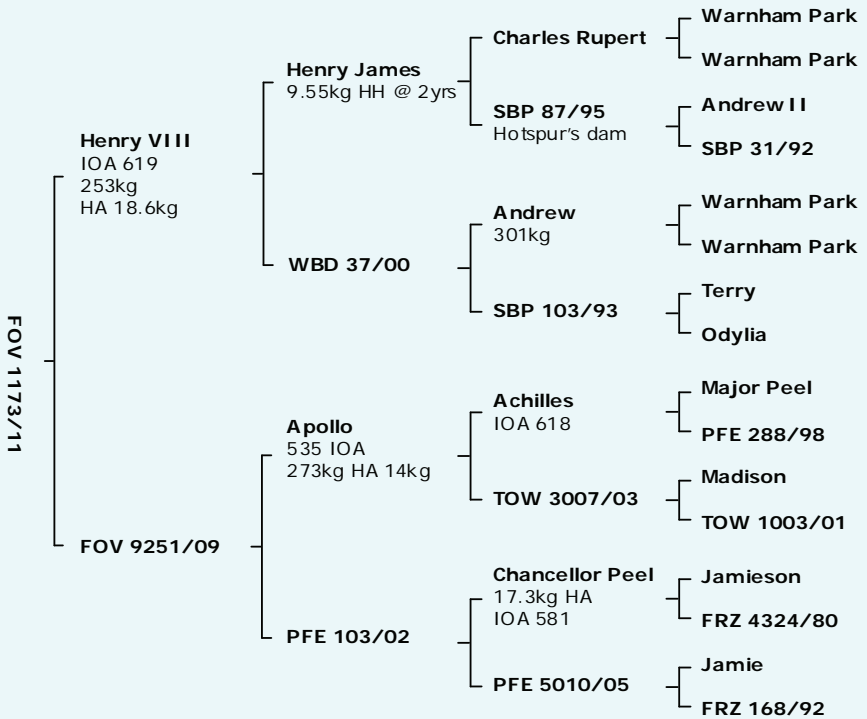 FOV 1173/11
Henry VIII
IOA 619
253kg
HA 18.6kg
FOV 9251/09
Henry James
9.55kg HH @ 2yrs
WBD 37/00
Apollo
535 IOA
273kg HA 14kg
PFE 103/02
Charles Rupert
SBP 87/95
Hotspur's dam
Andrew
301kg
SBP 103/93
Achilles
IOA 618
TOW 3007/03
Chancellor Peel
17.3kg HA
IOA 581
PFE 5010/05
Warnham Park
Warnham Park
Andrew II
SBP 31/92
Warnham Park
Warnham Park
Terry
Odylia
Major Peel
PFE 288/98
Madison
TOW 1003/01
Jamieson
FRZ 4324/80
Jamie
FRZ 168/92